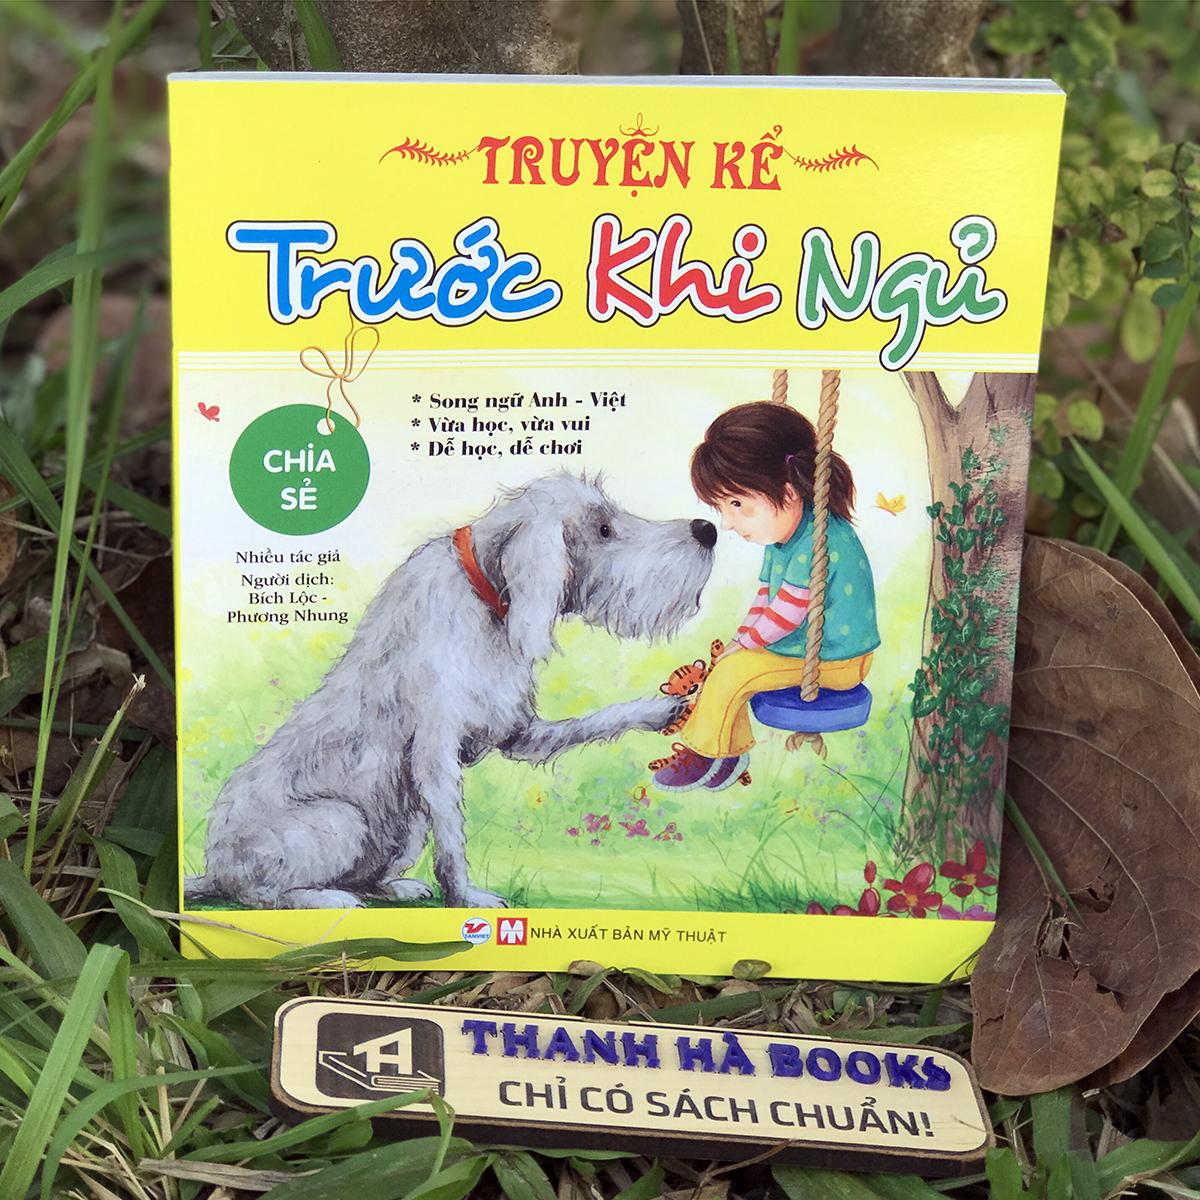 TRUYỆN KỂ
Trước Khi Ngủ
* Song ngữ Anh - Việt
* Vừa học, vừa vui
* Dễ học, dễ chơi
CHIA
SẺ
Nhiều tác giả
Người dịch:
Bích Lộc -
Phương Nhung
TANVIET
NHÀ XUẤT BẢN MỸ THUẬT
THANH HÀ BOOKS
CHỈ CÓ SÁCH CHUẨN!